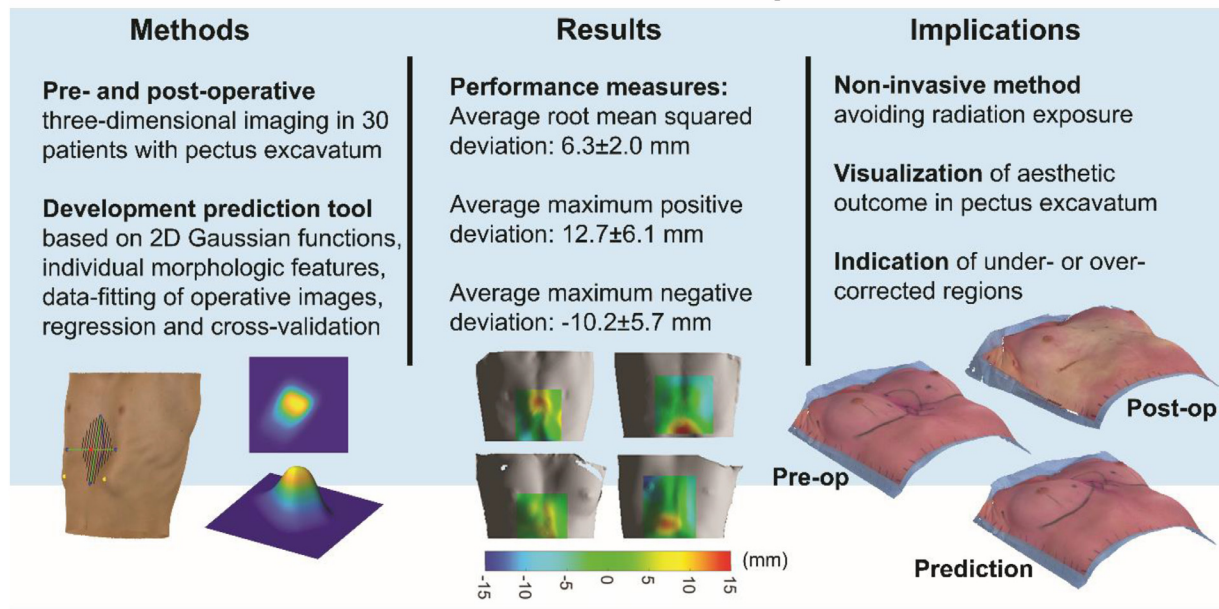 Methods
Pre- and post-operative
three-dimensional imaging in 30
patients with pectus excavatum
Development prediction tool
based on 2D Gaussian functions,
individual morphologic features,
data-fitting of operative images,
regression and cross-validation
Results
Performance measures:
Average root mean squared
deviation: 6.3±2.0 mm
Average maximum positive
deviation: 12.7±6.1 mm
Average maximum negative
deviation: -10.2±5.7 mm
-15 -10 -5 0 5 10 15 (mm)
Implications
Non-invasive method
avoiding radiation exposure
Visualization of aesthetic
outcome in pectus excavatum
Indication of under- or over-
corrected regions
Post-op
Pre-op
Prediction